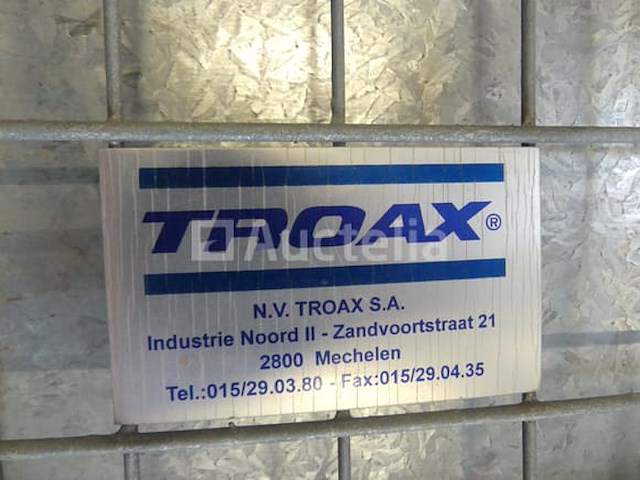 TROAX®
Auctelia
N.V. TROAX S.A.
Industrie Noord II - Zandvoortstraat 21
2800 Mechelen
Tel.:015/29.03.80 - Fax:015/29.04.35